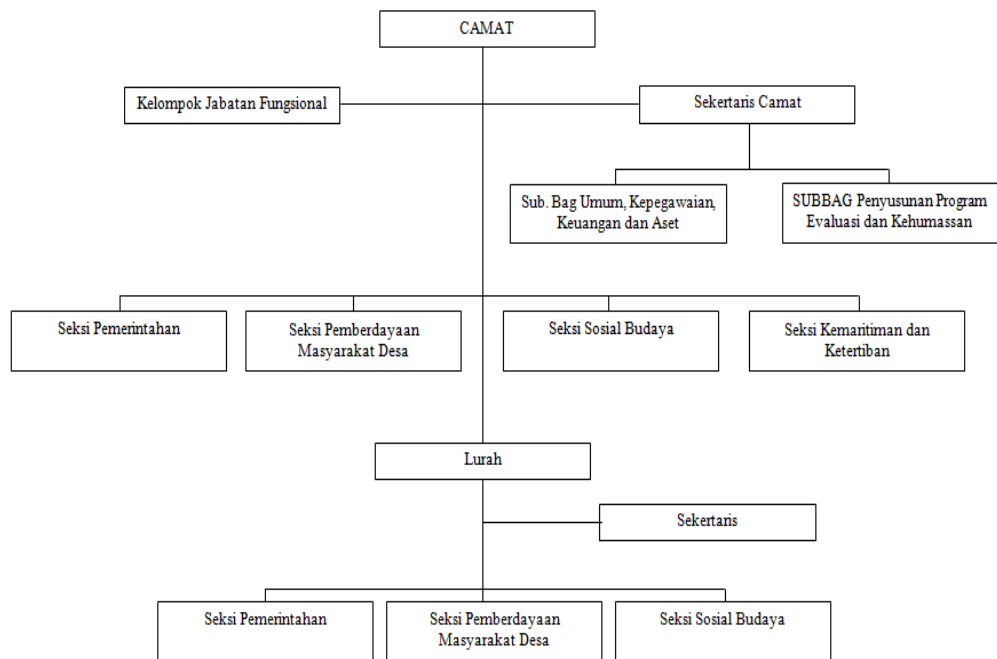 CAMAT
Kelompok Jabatan Fungsional
Sekertaris Camat
Sub. Bag Umum, Kepegawaian,
Keuangan dan Aset
SUBBAG Penyusunan Program
Evaluasi dan Kehumassan
Seksi Pemerintahan
Seksi Pemberdayaan
Masyarakat Desa
Seksi Sosial Budaya
Seksi Kemaritiman dan
Ketertiban
Lurah
Sekertaris
Seksi Pemerintahan
Seksi Pemberdayaan
Masyarakat Desa
Seksi Sosial Budaya